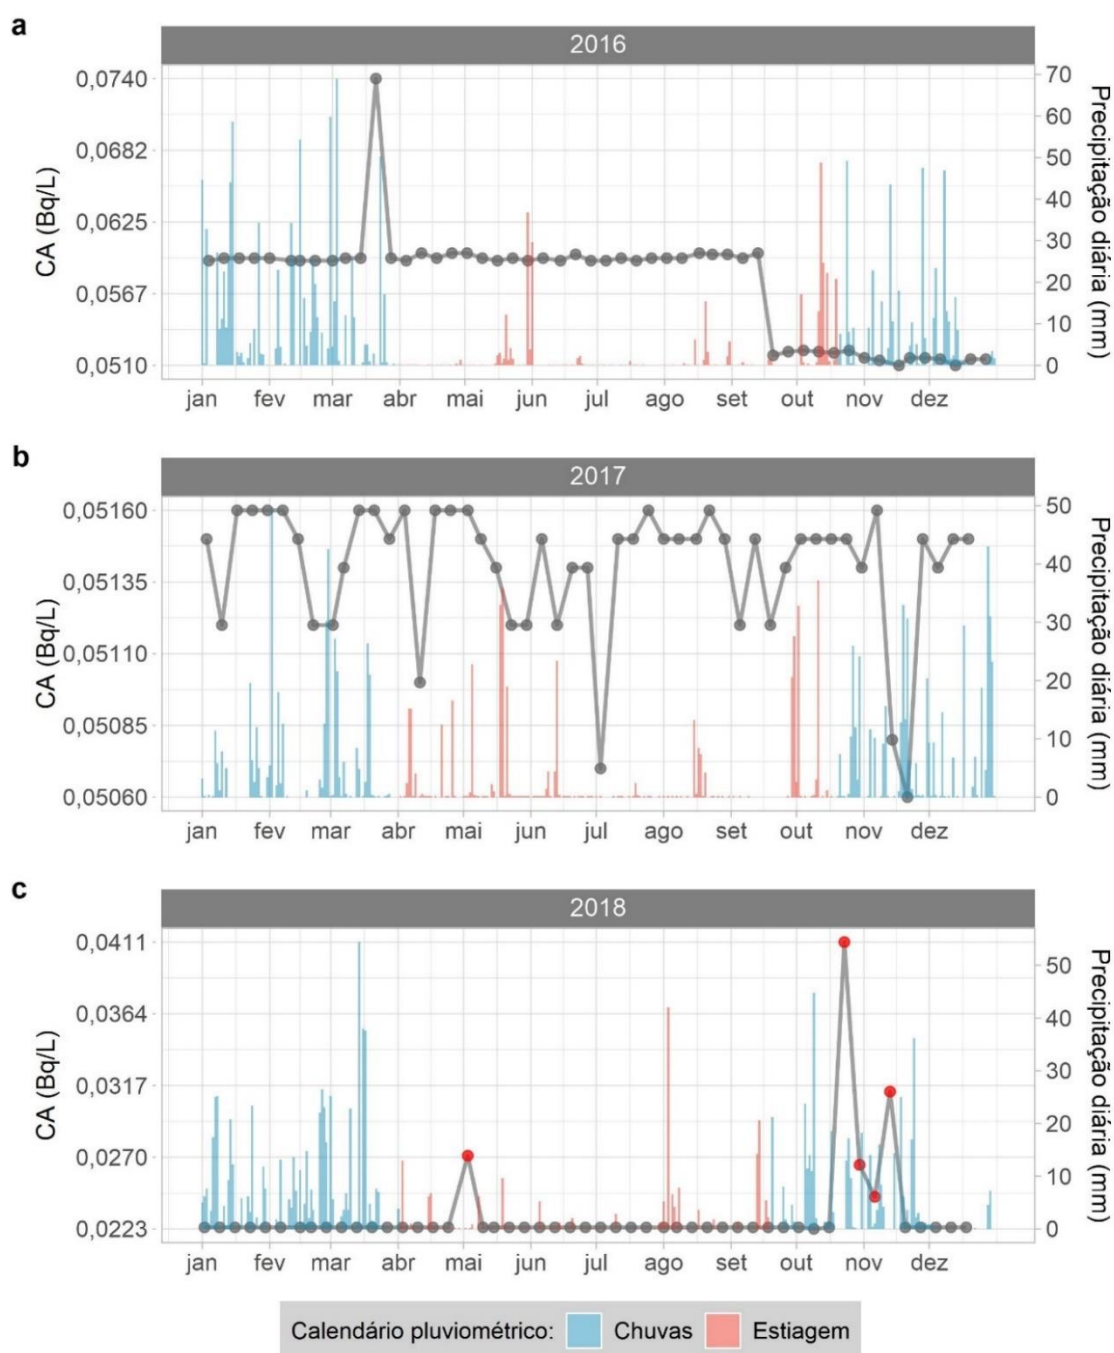 a
2016
CA (Bq/L)
0,0740
0,0682
0,0625
0,0567
0,0510
Precipitação diária (mm)
70
60
50
40
30
20
10
0
jan fev mar abr mai jun jul ago set out nov dez
b
2017
CA (Bq/L)
0,05160
0,05135
0,05110
0,05085
0,05060
Precipitação diária (mm)
50
40
30
20
10
0
jan fev mar abr mai jun jul ago set out nov dez
c
2018
CA (Bq/L)
0,0411
0,0364
0,0317
0,0270
0,0223
Precipitação diária (mm)
50
40
30
20
10
0
jan fev mar abr mai jun jul ago set out nov dez
Calendário pluviométrico: Chuvas Estiagem